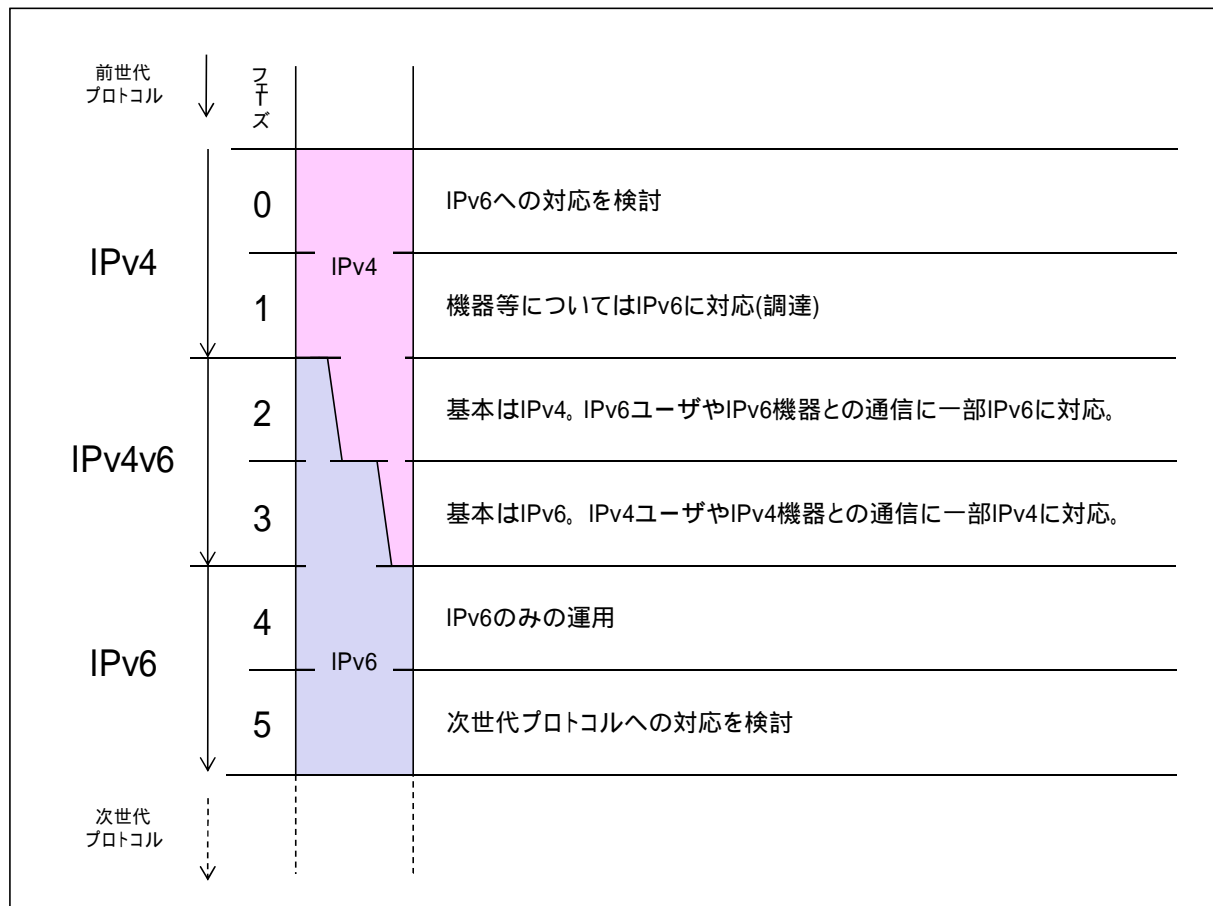 前世代
プロトコル
フェーズ
0
IPv6への対応を検討
IPv4
IPv4
1
機器等についてはIPv6に対応(調達)
2
基本はIPv4。IPv6ユーザやIPv6機器との通信に一部IPv6に対応。
IPv4v6
3
基本はIPv6。IPv4ユーザやIPv4機器との通信に一部IPv4に対応。
4
IPv6のみの運用
IPv6
IPv6
5
次世代プロトコルへの対応を検討
次世代
プロトコル